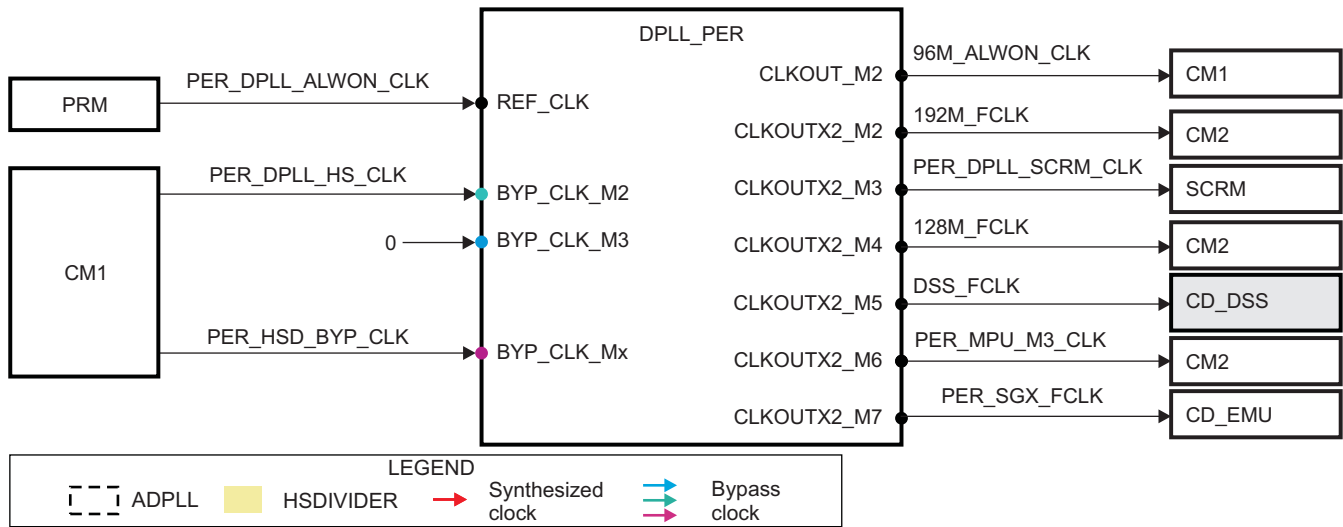 DPLL_PER
PRM
PER_DPLL_ALWON_CLK
REF_CLK
CM1
PER_DPLL_HS_CLK
BYP_CLK_M2
0
BYP_CLK_M3
PER_HSD_BYP_CLK
BYP_CLK_Mx
CLKOUT_M2
96M_ALWON_CLK
CM1
CLKOUTX2_M2
192M_FCLK
CM2
CLKOUTX2_M3
PER_DPLL_SCRM_CLK
SCRM
CLKOUTX2_M4
128M_FCLK
CM2
CLKOUTX2_M5
DSS_FCLK
CD_DSS
CLKOUTX2_M6
PER_MPU_M3_CLK
CM2
CLKOUTX2_M7
PER_SGX_FCLK
CD_EMU
LEGEND
ADPLL
HSDIVIDER
Synthesized
clock
Bypass
clock